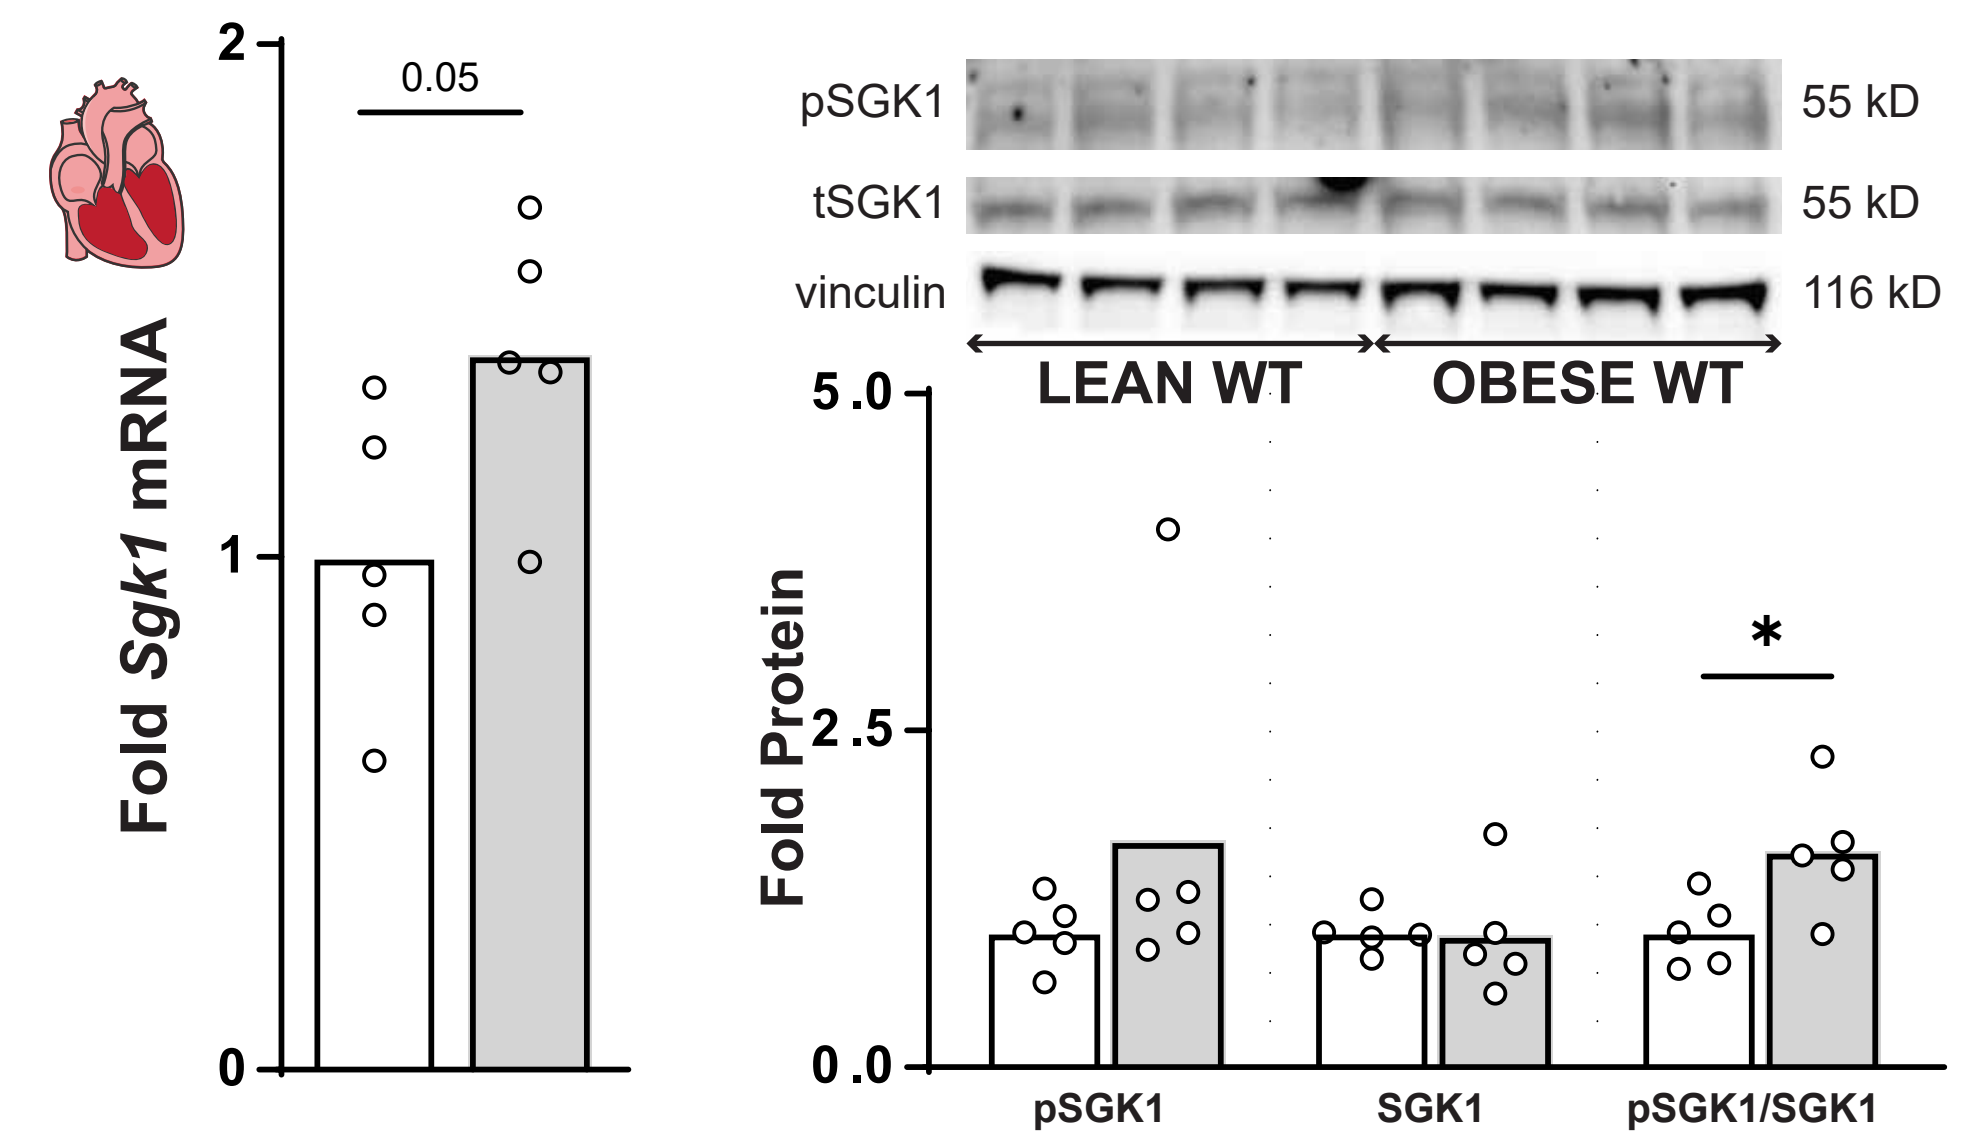 2
0.05
1
0
Fold Sgk1 mRNA
pSGK1 55 kD
tSGK1 55 kD
vinculin 116 kD
LEAN WT OBESE WT
5.0
2.5
0.0
Fold Protein
*
pSGK1 SGK1 pSGK1/SGK1